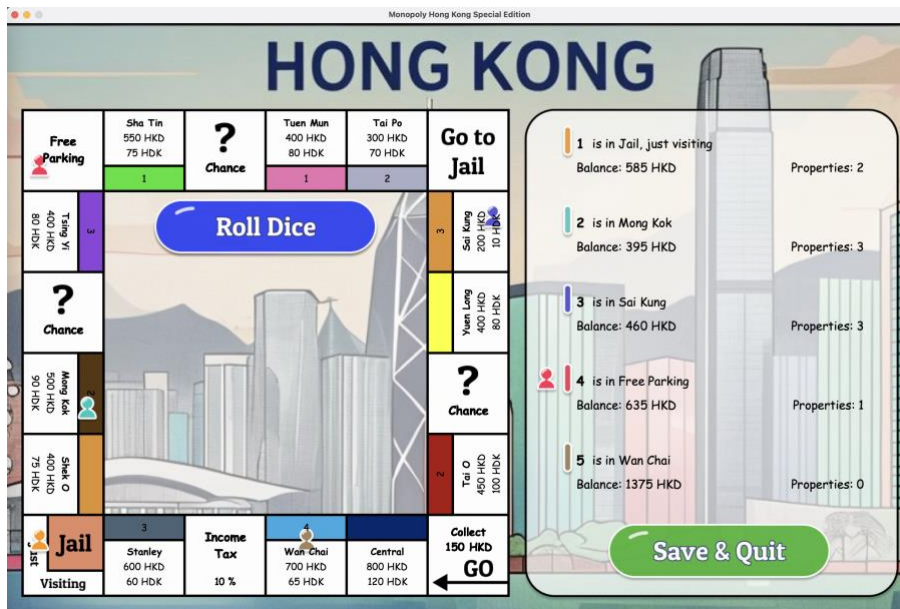 Monopoly Hong Kong Special Edition
HONG KONG
Free
Parking
Sha Tin
550 HKD
75 HDK
1
?
Chance
Tuen Mun
400 HKD
80 HDK
1
Tai Po
300 HKD
70 HDK
2
Go to
Jail
Tsing Yi
400 HKD
80 HDK
3
Roll Dice
3
Sai Kung
200 HKD
10 HDK
?
Chance
Yuen Long
400 HKD
80 HDK
Mong Kok
500 HKD
90 HDK
2
?
Chance
Shek O
400 HKD
75 HDK
2
Tai O
450 HKD
100 HDK
Jail
Visiting
3
Stanley
600 HKD
60 HDK
Income
Tax
10 %
4
Wan Chai
700 HKD
65 HDK
Central
800 HKD
120 HDK
Collect
150 HKD
GO
1 is in Jail, just visiting
Balance: 585 HKD
Properties: 2
2 is in Mong Kok
Balance: 395 HKD
Properties: 3
3 is in Sai Kung
Balance: 460 HKD
Properties: 3
4 is in Free Parking
Balance: 635 HKD
Properties: 1
5 is in Wan Chai
Balance: 1375 HKD
Properties: 0
Save & Quit